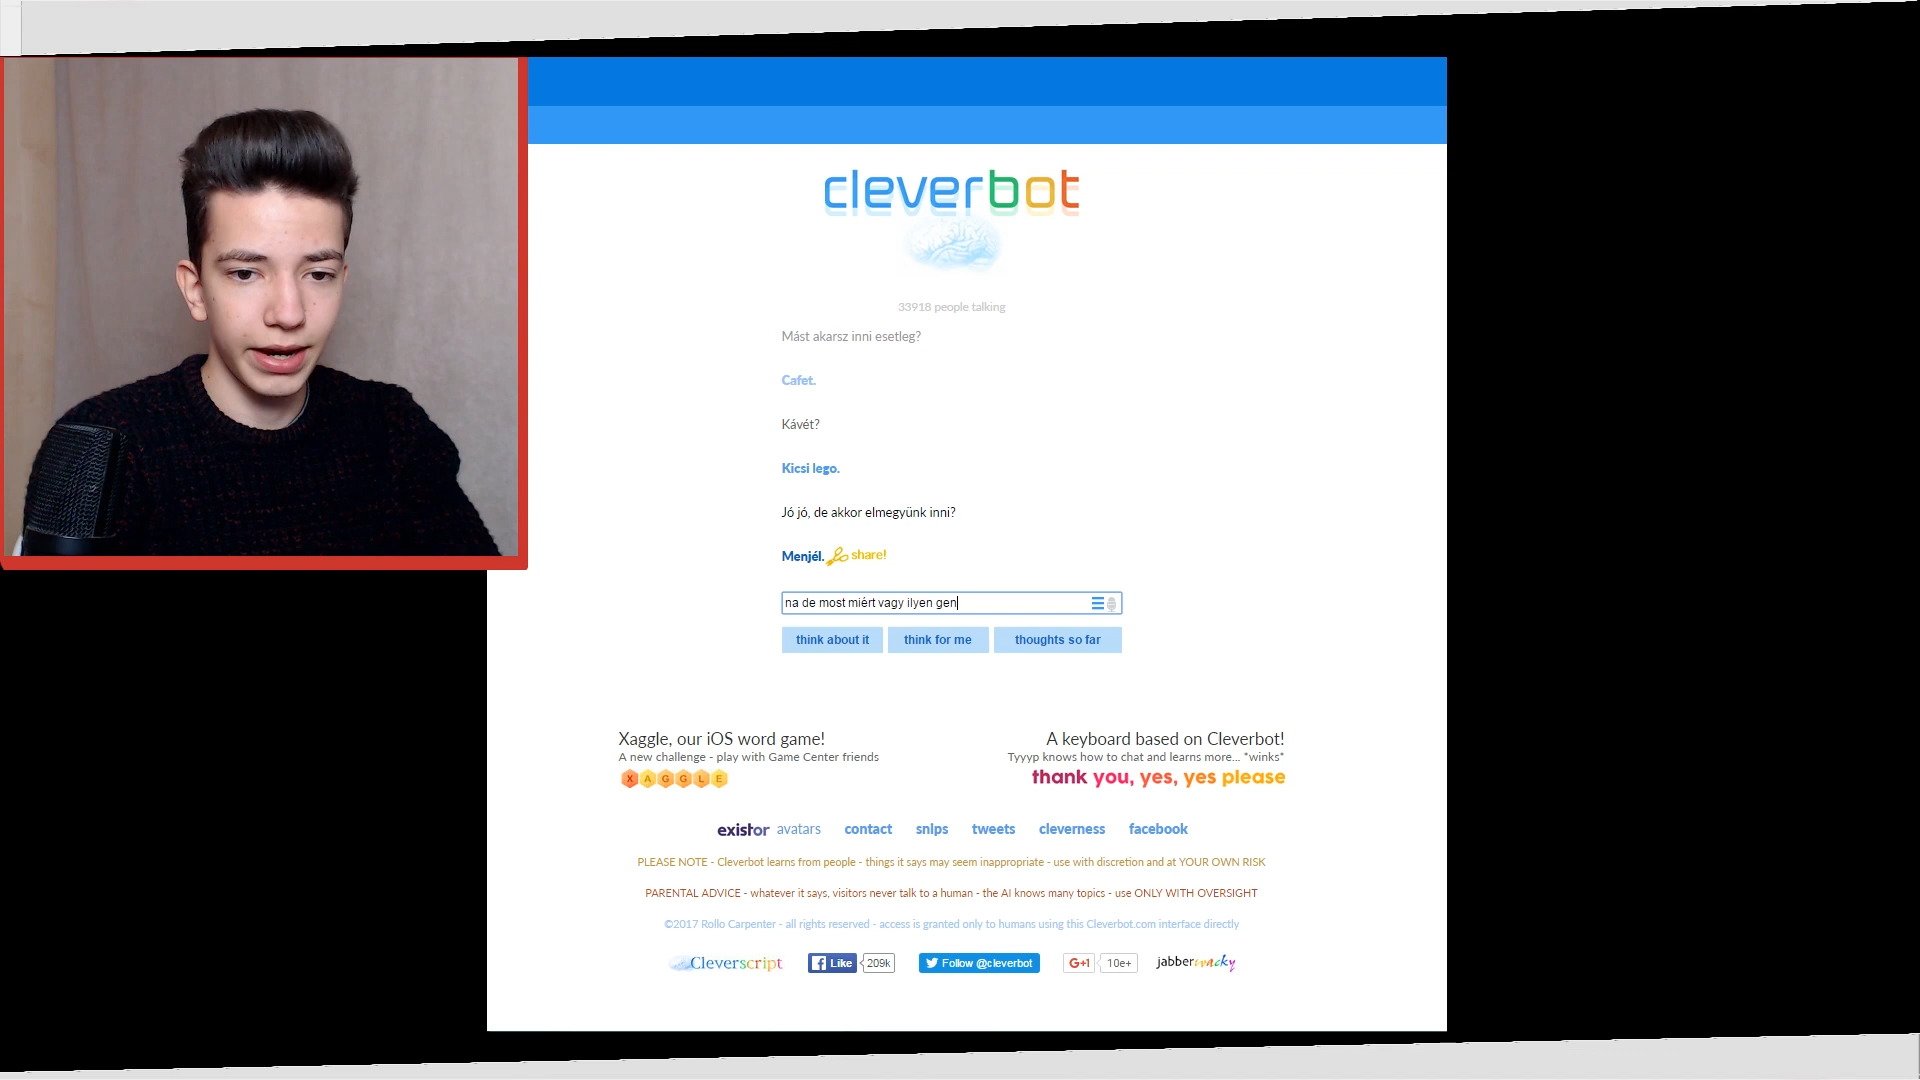 cleverbot
33918 people talking
Mást akarsz inni esetleg?
Cafet.
Kávét?
Kicsi lego.
Jó jó, de akkor elmegyünk inni?
Menjél. share!
na de most miért vagy ilyen gen
think about it think for me thoughts so far
Xaggle, our iOS word game!
A new challenge - play with Game Center friends
XAGGLE
A keyboard based on Cleverbot!
Tyyyp knows how to chat and learns more... *winks*
thank you, yes, yes please
existor avatars contact snips tweets cleverness facebook
PLEASE NOTE - Cleverbot learns from people - things it says may seem inappropriate - use with discretion and at YOUR OWN RISK
PARENTAL ADVICE - whatever it says, visitors never talk to a human - the AI knows many topics - use ONLY WITH OVERSIGHT
©2017 Rollo Carpenter - all rights reserved - access is granted only to humans using this Cleverbot.com interface directly
Cleverscript Like 209k Follow @cleverbot G+1 10e+ jabberwacky